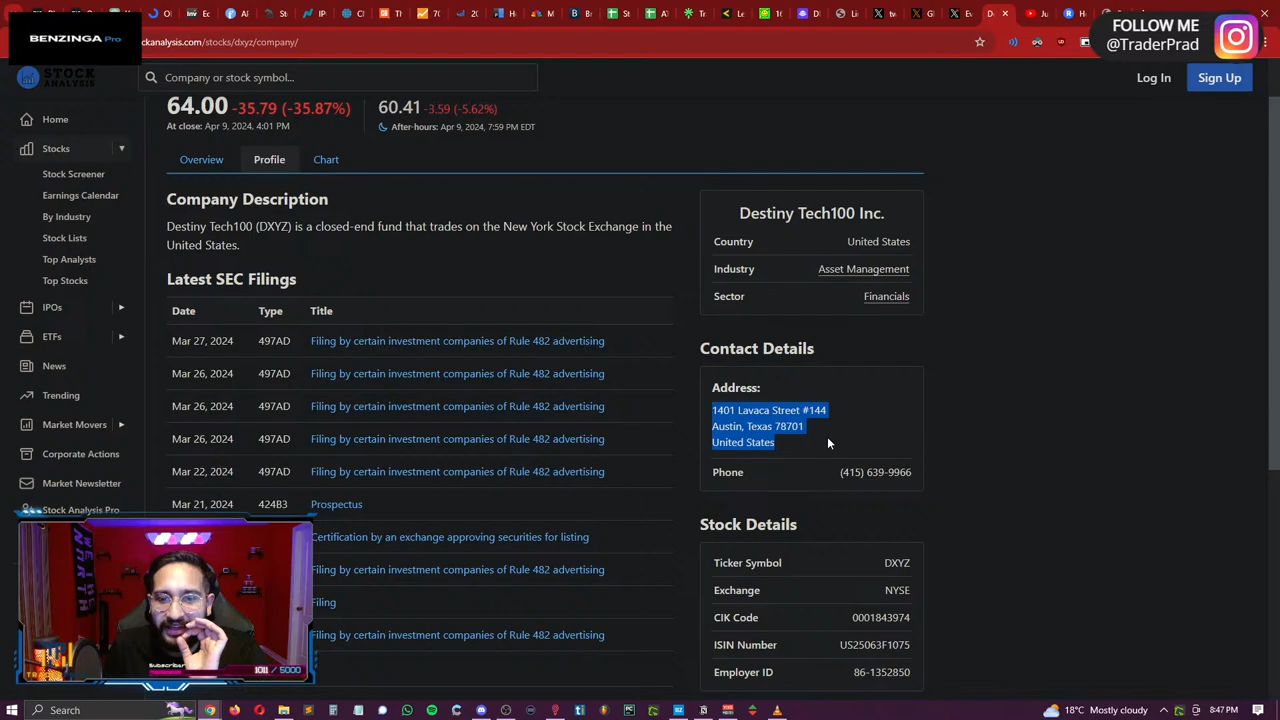 FOLLOW ME
@TraderPrad
BENZINGA Pro
ckanalysis.com/stocks/dxyz/company/
STOCK ANALYSIS
Company or stock symbol...
Log In
Sign Up
64.00 -35.79 (-35.87%)
At close: Apr 9, 2024, 4:01 PM
60.41 -3.59 (-5.62%)
After-hours: Apr 9, 2024, 7:59 PM EDT
Home
Stocks
Stock Screener
Earnings Calendar
By Industry
Stock Lists
Top Analysts
Top Stocks
IPOs
ETFs
News
Trending
Market Movers
Corporate Actions
Market Newsletter
Stock Analysis Pro
Overview
Profile
Chart
Company Description
Destiny Tech100 (DXYZ) is a closed-end fund that trades on the New York Stock Exchange in the
United States.
Latest SEC Filings
Date Type Title
Mar 27, 2024 497AD Filing by certain investment companies of Rule 482 advertising
Mar 26, 2024 497AD Filing by certain investment companies of Rule 482 advertising
Mar 26, 2024 497AD Filing by certain investment companies of Rule 482 advertising
Mar 26, 2024 497AD Filing by certain investment companies of Rule 482 advertising
Mar 22, 2024 497AD Filing by certain investment companies of Rule 482 advertising
Mar 21, 2024 424B3 Prospectus
Certification by an exchange approving securities for listing
Filing by certain investment companies of Rule 482 advertising
Filing
Filing by certain investment companies of Rule 482 advertising
Destiny Tech100 Inc.
Country United States
Industry Asset Management
Sector Financials
Contact Details
Address:
1401 Lavaca Street #144
Austin, Texas 78701
United States
Phone (415) 639-9966
Stock Details
Ticker Symbol DXYZ
Exchange NYSE
CIK Code 0001843974
ISIN Number US25063F1075
Employer ID 86-1352850
1011 / 5000
Search
18°C Mostly cloudy
8:47 PM